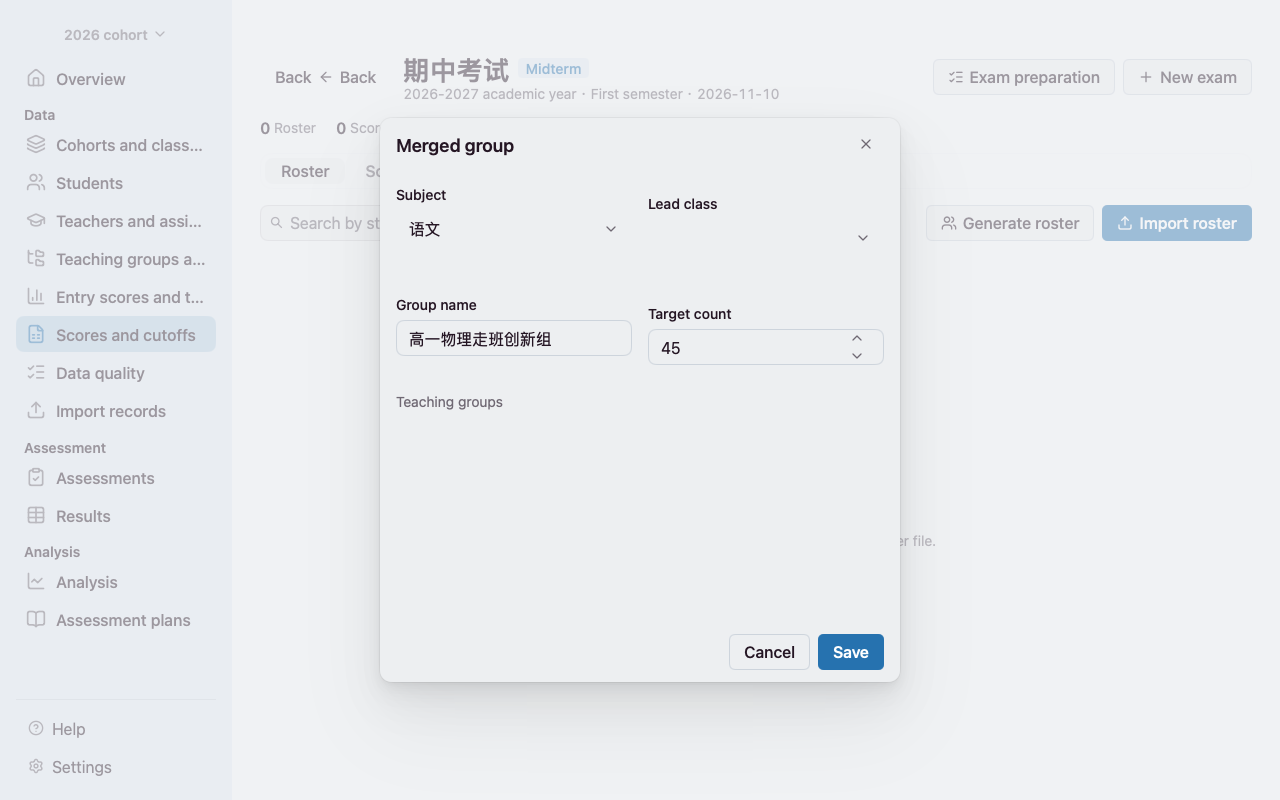 2026 cohort
Overview
Data
Cohorts and class...
Students
Teachers and assi...
Teaching groups a...
Entry scores and t...
Scores and cutoffs
Data quality
Import records
Assessment
Assessments
Results
Analysis
Analysis
Assessment plans
Help
Settings
Back ← Back
期中考试 Midterm
2026-2027 academic year · First semester · 2026-11-10
Exam preparation
New exam
0 Roster 0 Scor
Roster
Search by st
Generate roster
Import roster
er file.
Merged group
Subject
语文
Lead class
Group name
高一物理走班创新组
Target count
45
Teaching groups
Cancel
Save